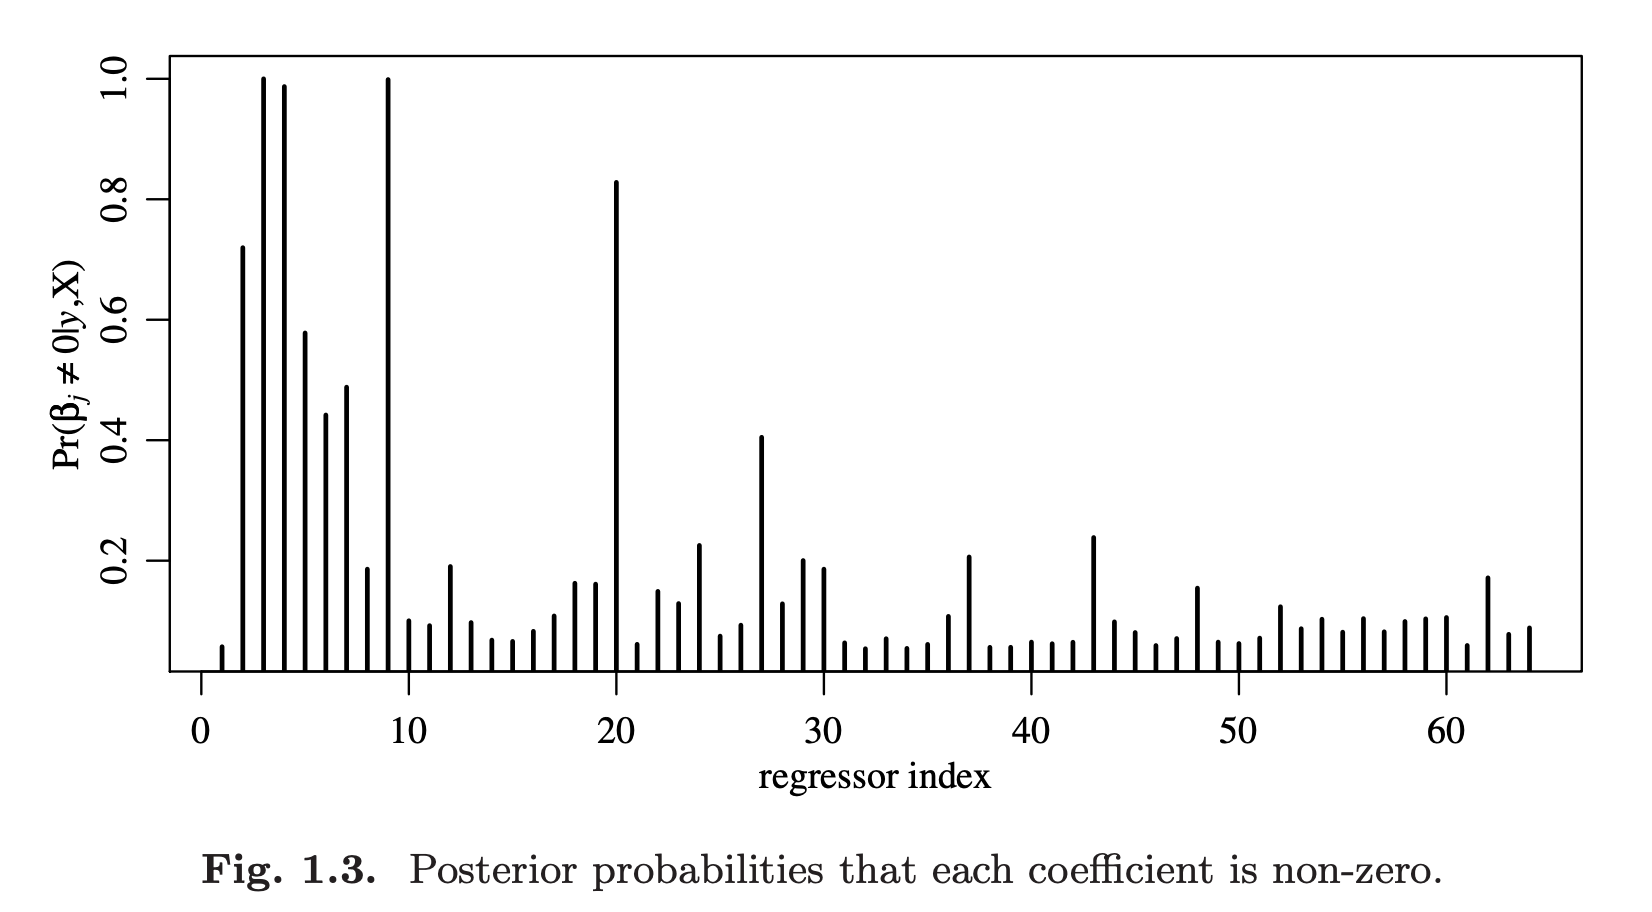 Pr(βj ≠ 0|y,X)
1.0
0.8
0.6
0.4
0.2
0 10 20 30 40 50 60
regressor index
Fig. 1.3. Posterior probabilities that each coefficient is non-zero.